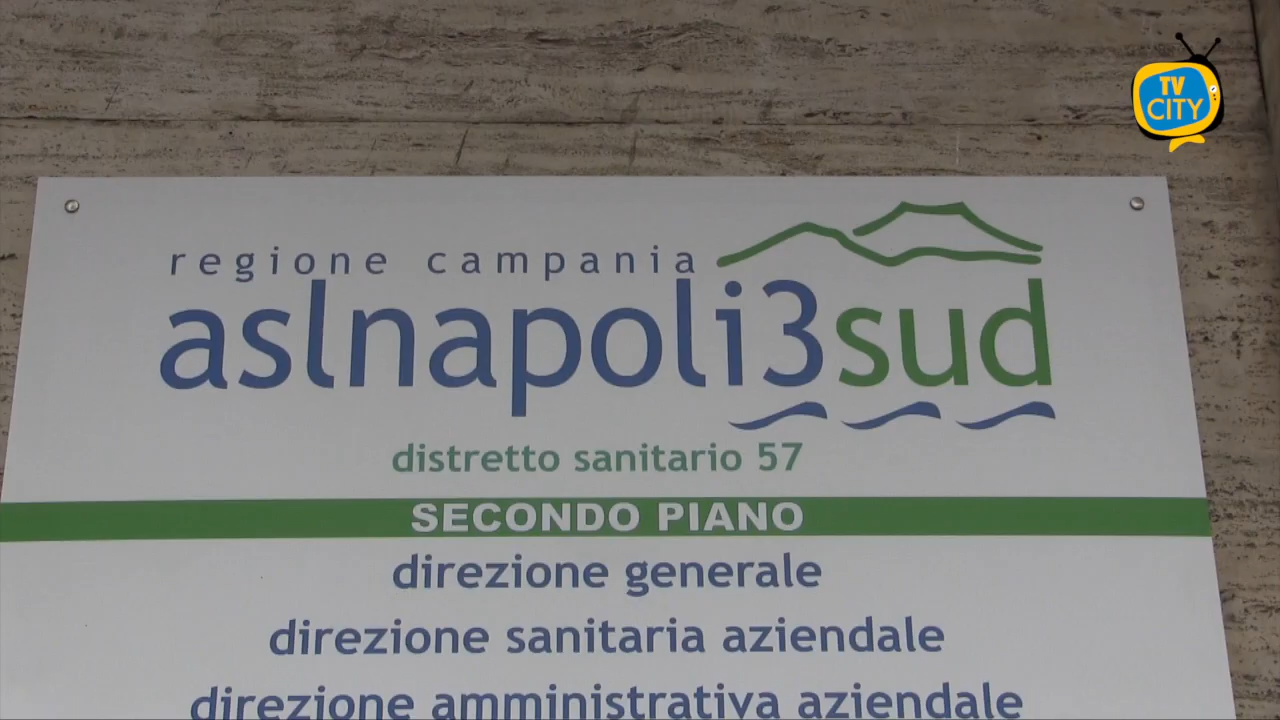 TV
CITY
regione campania
aslnapoli3sud
distretto sanitario 57
SECONDO PIANO
direzione generale
direzione sanitaria aziendale
direzione amministrativa aziendale